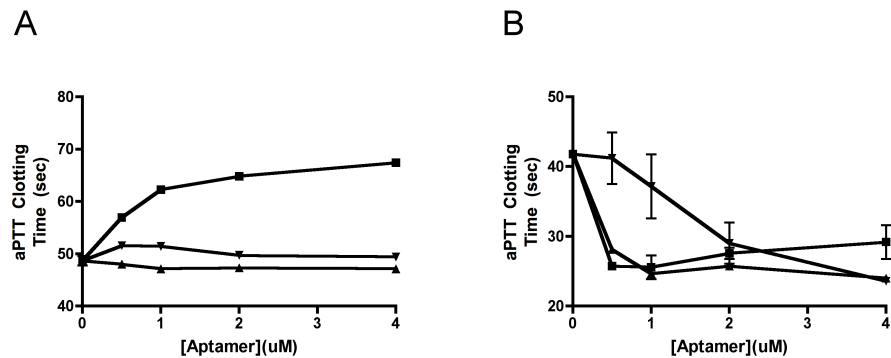 A
80
70
60
50
40
aPTT Clotting
Time (sec)
0
1
2
3
4
[Aptamer](uM)
B
50
40
30
20
aPTT Clotting
Time (sec)
0
1
2
3
4
[Aptamer](uM)